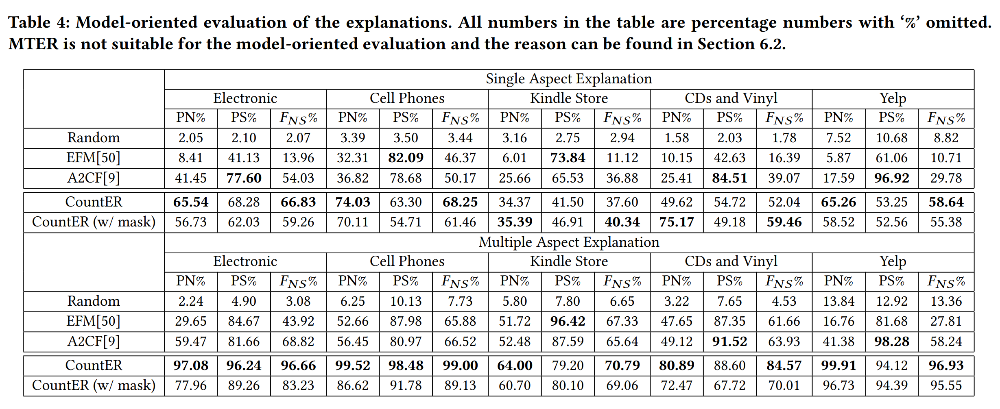 Table 4: Model-oriented evaluation of the explanations. All numbers in the table are percentage numbers with ‘%’ omitted.
MTER is not suitable for the model-oriented evaluation and the reason can be found in Section 6.2.
Single Aspect Explanation
Electronic Cell Phones Kindle Store CDs and Vinyl Yelp
PN% PS% F_NS% PN% PS% F_NS% PN% PS% F_NS% PN% PS% F_NS% PN% PS% F_NS%
Random 2.05 2.10 2.07 3.39 3.50 3.44 3.16 2.75 2.94 1.58 2.03 1.78 7.52 10.68 8.82
EFM[50] 8.41 41.13 13.96 32.31 82.09 46.37 6.01 73.84 11.12 10.15 42.63 16.39 5.87 61.06 10.71
A2CF[9] 41.45 77.60 54.03 36.82 78.68 50.17 25.66 65.53 36.88 25.41 84.51 39.07 17.59 96.92 29.78
CountER 65.54 68.28 66.83 74.03 63.30 68.25 34.37 41.50 37.60 49.62 54.72 52.04 65.26 53.25 58.64
CountER (w/ mask) 56.73 62.03 59.26 70.11 54.71 61.46 35.39 46.91 40.34 75.17 49.18 59.46 58.52 52.56 55.38
Multiple Aspect Explanation
Electronic Cell Phones Kindle Store CDs and Vinyl Yelp
PN% PS% F_NS% PN% PS% F_NS% PN% PS% F_NS% PN% PS% F_NS% PN% PS% F_NS%
Random 2.24 4.90 3.08 6.25 10.13 7.73 5.80 7.80 6.65 3.22 7.65 4.53 13.84 12.92 13.36
EFM[50] 29.65 84.67 43.92 52.66 87.98 65.88 51.72 96.42 67.33 47.65 87.35 61.66 16.76 81.68 27.81
A2CF[9] 59.47 81.66 68.82 56.45 80.97 66.52 52.48 87.59 65.64 49.12 91.52 63.93 41.38 98.28 58.24
CountER 97.08 96.24 96.66 99.52 98.48 99.00 64.00 79.20 70.79 80.89 88.60 84.57 99.91 94.12 96.93
CountER (w/ mask) 77.96 89.26 83.23 86.62 91.78 89.13 60.70 80.10 69.06 72.47 67.72 70.01 96.73 94.39 95.55